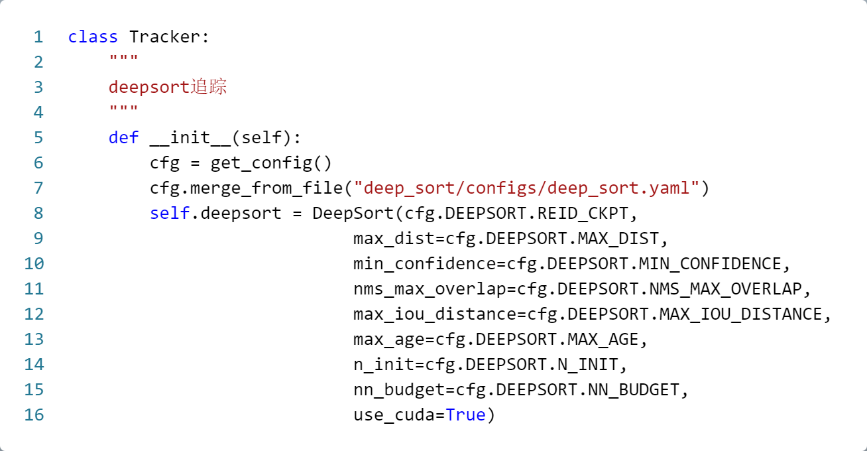 1 class Tracker:
2     """
3     deepsort追踪
4     """
5     def __init__(self):
6         cfg = get_config()
7         cfg.merge_from_file("deep_sort/configs/deep_sort.yaml")
8         self.deepsort = DeepSort(cfg.DEEPSORT.REID_CKPT,
9                             max_dist=cfg.DEEPSORT.MAX_DIST,
10                             min_confidence=cfg.DEEPSORT.MIN_CONFIDENCE,
11                             nms_max_overlap=cfg.DEEPSORT.NMS_MAX_OVERLAP,
12                             max_iou_distance=cfg.DEEPSORT.MAX_IOU_DISTANCE,
13                             max_age=cfg.DEEPSORT.MAX_AGE,
14                             n_init=cfg.DEEPSORT.N_INIT,
15                             nn_budget=cfg.DEEPSORT.NN_BUDGET,
16                             use_cuda=True)